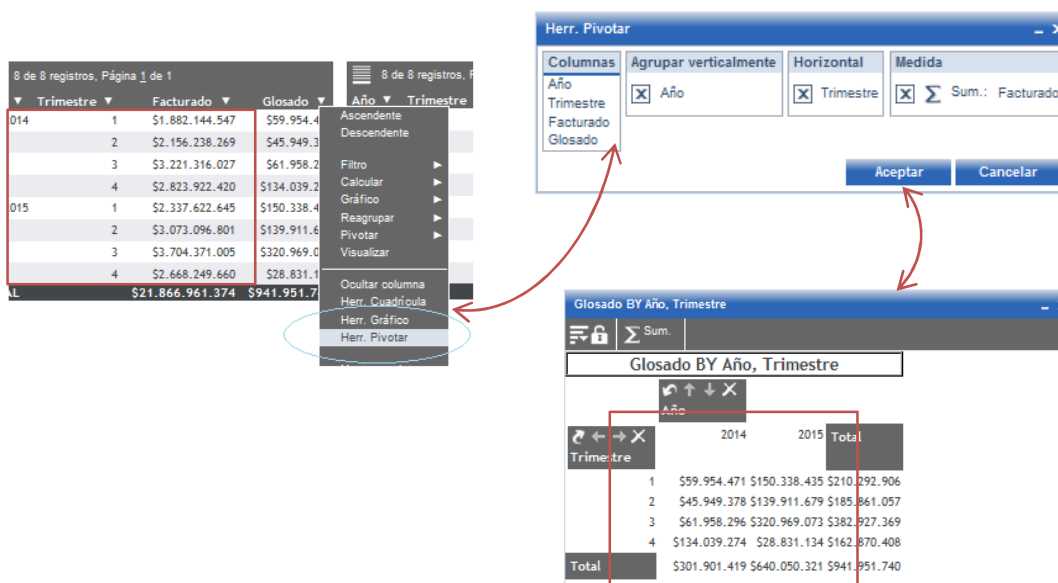 8 de 8 registros, Página 1 de 1
▼ Trimestre ▼ Facturado ▼ Glosado ▼
014 1 $1.882.144.547 $59.954.4
2 $2.156.238.269 $45.949.3
3 $3.221.316.027 $61.958.2
4 $2.823.922.420 $134.039.2
015 1 $2.337.622.645 $150.338.4
2 $3.073.096.801 $139.911.6
3 $3.704.371.005 $320.969.0
4 $2.668.249.660 $28.831.1
AL $21.866.961.374 $941.951.7
8 de 8 registros,
Año ▼ Trimestre
Ascendente
Descendente
Filtro
Calcular
Gráfico
Reagrupar
Pivotar
Visualizar
Ocultar columna
Herr. Cuadrícula
Herr. Gráfico
Herr. Pivotar
Herr. Pivotar
Columnas
Año
Trimestre
Facturado
Glosado
Agrupar verticalmente
X Año
Horizontal
X Trimestre
Medida
X Σ Sum.: Facturado
Aceptar Cancelar
Glosado BY Año, Trimestre
Σ Sum.
Glosado BY Año, Trimestre
Año
2014 2015 Total
Trimestre
1 $59.954.471 $150.338.435 $210.292.906
2 $45.949.378 $139.911.679 $185.861.057
3 $61.958.296 $320.969.073 $382.927.369
4 $134.039.274 $28.831.134 $162.870.408
Total $301.901.419 $640.050.321 $941.951.740